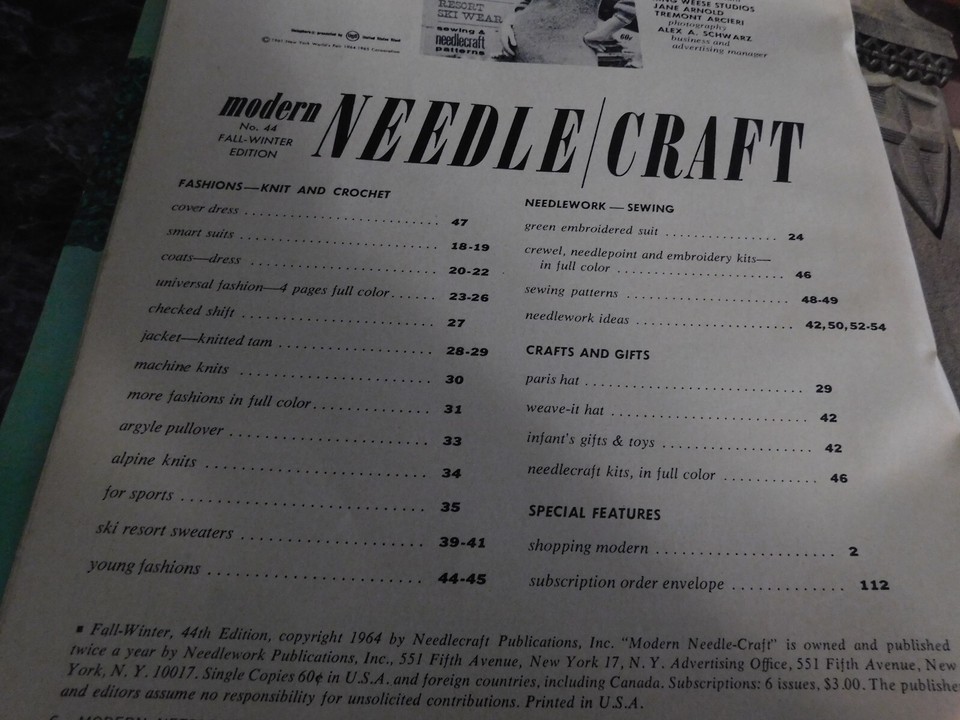 RESORT
SKI WEAR
sewing &
needlecraft
patterns
60¢
WEESE STUDIOS
JANE ARNOLD
TREMONT ARCIERI
photography
ALEX A. SCHWARZ
business and
advertising manager
modern NEEDLE/CRAFT
No. 44
FALL-WINTER
EDITION
FASHIONS—KNIT AND CROCHET
cover dress 47
smart suits 18-19
coats—dress 20-22
universal fashion—4 pages full color 23-26
checked shift 27
jacket—knitted tam 28-29
machine knits 30
more fashions in full color 31
argyle pullover 33
alpine knits 34
for sports 35
ski resort sweaters 39-41
young fashions 44-45
NEEDLEWORK — SEWING
green embroidered suit 24
crewel, needlepoint and embroidery kits—
in full color 46
sewing patterns 48-49
needlework ideas 42,50,52-54
CRAFTS AND GIFTS
paris hat 29
weave-it hat 42
infant's gifts & toys 42
needlecraft kits, in full color 46
SPECIAL FEATURES
shopping modern 2
subscription order envelope 112
■ Fall-Winter, 44th Edition, copyright 1964 by Needlecraft Publications, Inc. "Modern Needle-Craft" is owned and published
twice a year by Needlework Publications, Inc., 551 Fifth Avenue, New York 17, N. Y. Advertising Office, 551 Fifth Avenue, New
York, N. Y. 10017. Single Copies 60¢ in U.S.A. and foreign countries, including Canada. Subscriptions: 6 issues, $3.00. The publishe
and editors assume no responsibility for unsolicited contributions. Printed in U.S.A.